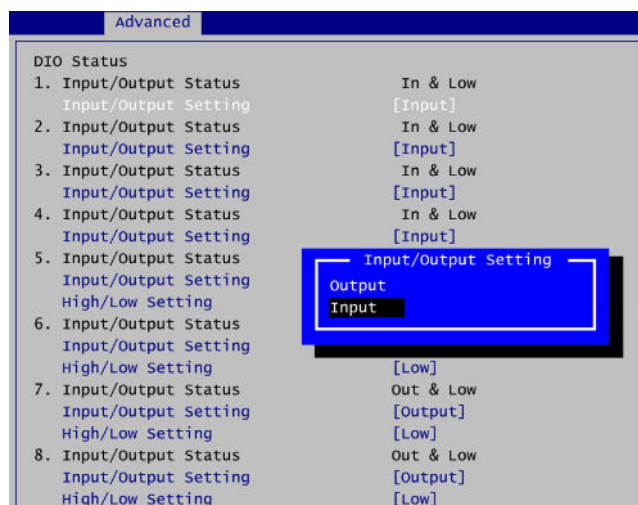 Advanced
DIO Status
1. Input/Output Status In & Low
Input/Output Setting [Input]
2. Input/Output Status In & Low
Input/Output Setting [Input]
3. Input/Output Status In & Low
Input/Output Setting [Input]
4. Input/Output Status In & Low
Input/Output Setting [Input]
5. Input/Output Status
Input/Output Setting
High/Low Setting
Input/Output Setting
Output
Input
6. Input/Output Status
Input/Output Setting
High/Low Setting [Low]
7. Input/Output Status Out & Low
Input/Output Setting [Output]
High/Low Setting [Low]
8. Input/Output Status Out & Low
Input/Output Setting [Output]
High/Low Setting [Low]